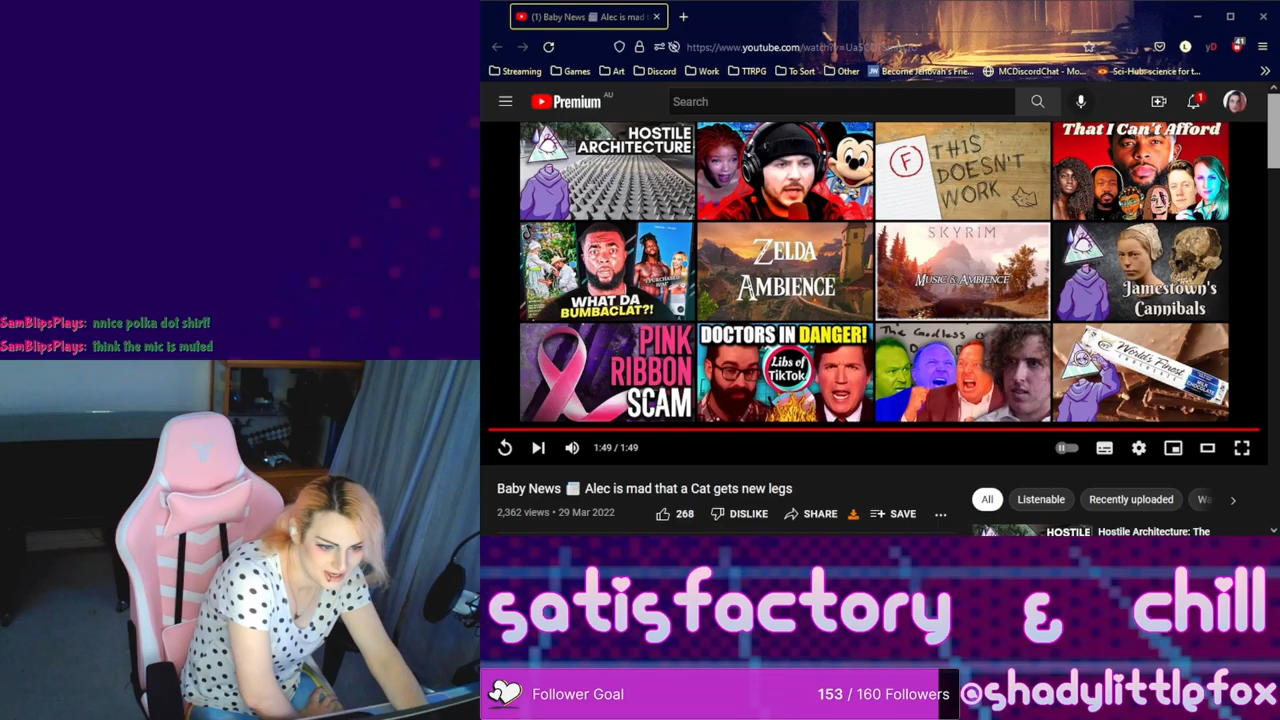 SamBlipsPlays: nnice polka dot shirt!
SamBlipsPlays: think the mic is muted
(1) Baby News Alec is mad t
https://www.youtube.com/watch?v=Ua
41
Streaming
Games
Art
Discord
Work
TTRPG
To Sort
Other
Become Jehovah's Frie...
MCDiscordChat - Mo...
Sci-Hub: science for t...
Premium AU
Search
1
HOSTILE
ARCHITECTURE
F
THIS
DOESN'T
WORK
That I Can't Afford
WHAT DA
BUMBACLAT?!
ZELDA
AMBIENCE
SKYRIM
MUSIC & AMBIENCE
Jamestown's
Cannibals
PINK
RIBBON
SCAM
DOCTORS IN DANGER!
Libs of
TikTok
The Godless
World's Finest
1:49 / 1:49
Baby News Alec is mad that a Cat gets new legs
2,362 views • 29 Mar 2022
268
DISLIKE
SHARE
SAVE
All
Listenable
Recently uploaded
Wa
HOSTILE
Hostile Architecture: The
satisfactory & chill
Follower Goal
153 / 160 Followers
@shadylittlefox